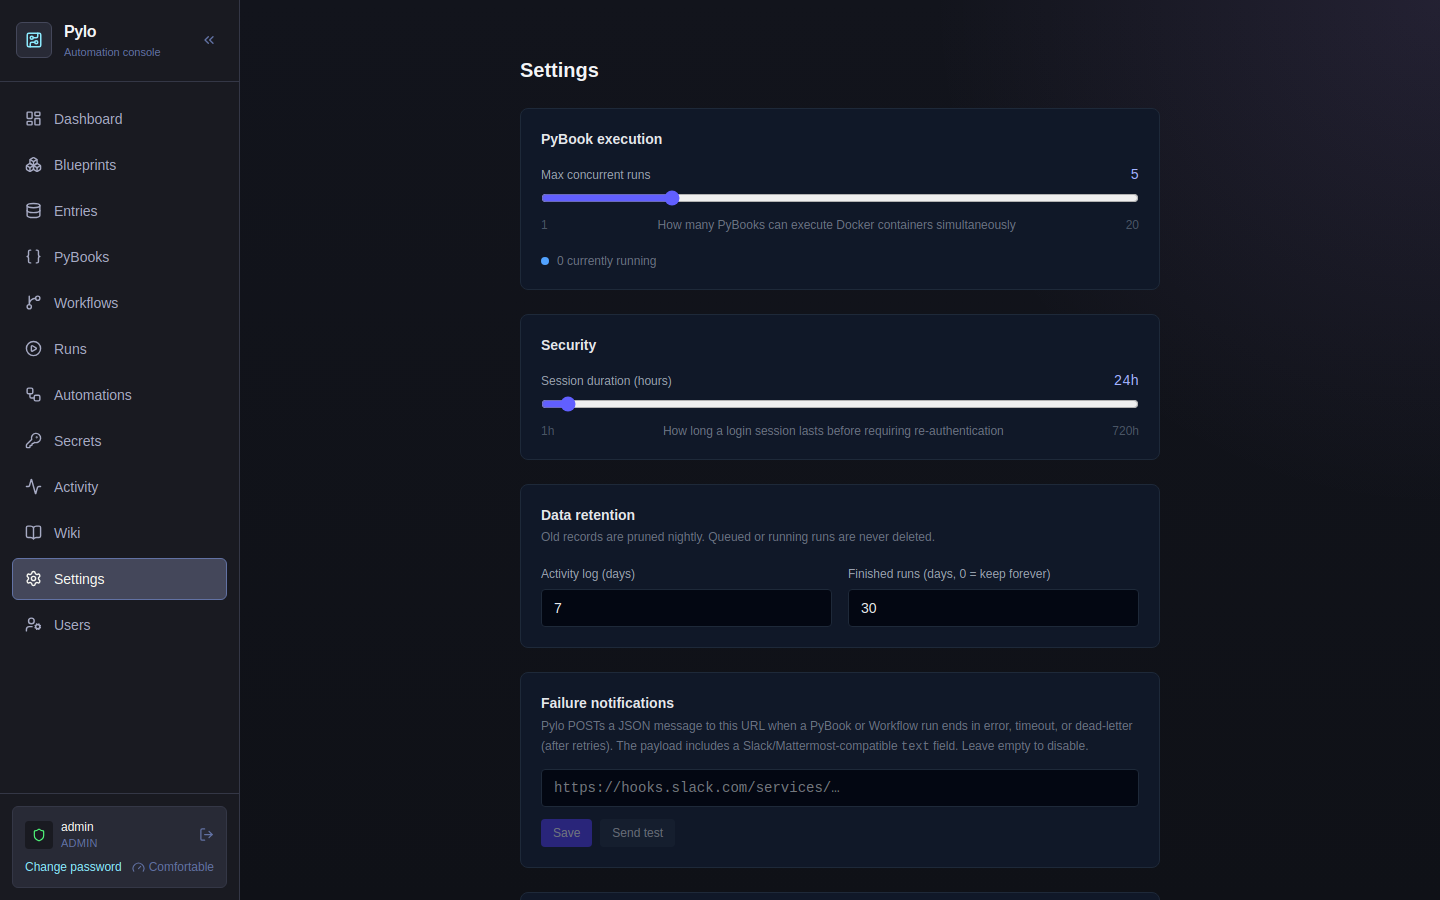 Pylo
Automation console
Dashboard
Blueprints
Entries
PyBooks
Workflows
Runs
Automations
Secrets
Activity
Wiki
Settings
Users
admin
ADMIN
Change password
Comfortable
Settings
PyBook execution
Max concurrent runs 5
1 How many PyBooks can execute Docker containers simultaneously 20
0 currently running
Security
Session duration (hours) 24h
1h How long a login session lasts before requiring re-authentication 720h
Data retention
Old records are pruned nightly. Queued or running runs are never deleted.
Activity log (days) Finished runs (days, 0 = keep forever)
7 30
Failure notifications
Pylo POSTs a JSON message to this URL when a PyBook or Workflow run ends in error, timeout, or dead-letter
(after retries). The payload includes a Slack/Mattermost-compatible text field. Leave empty to disable.
https://hooks.slack.com/services/…
Save Send test